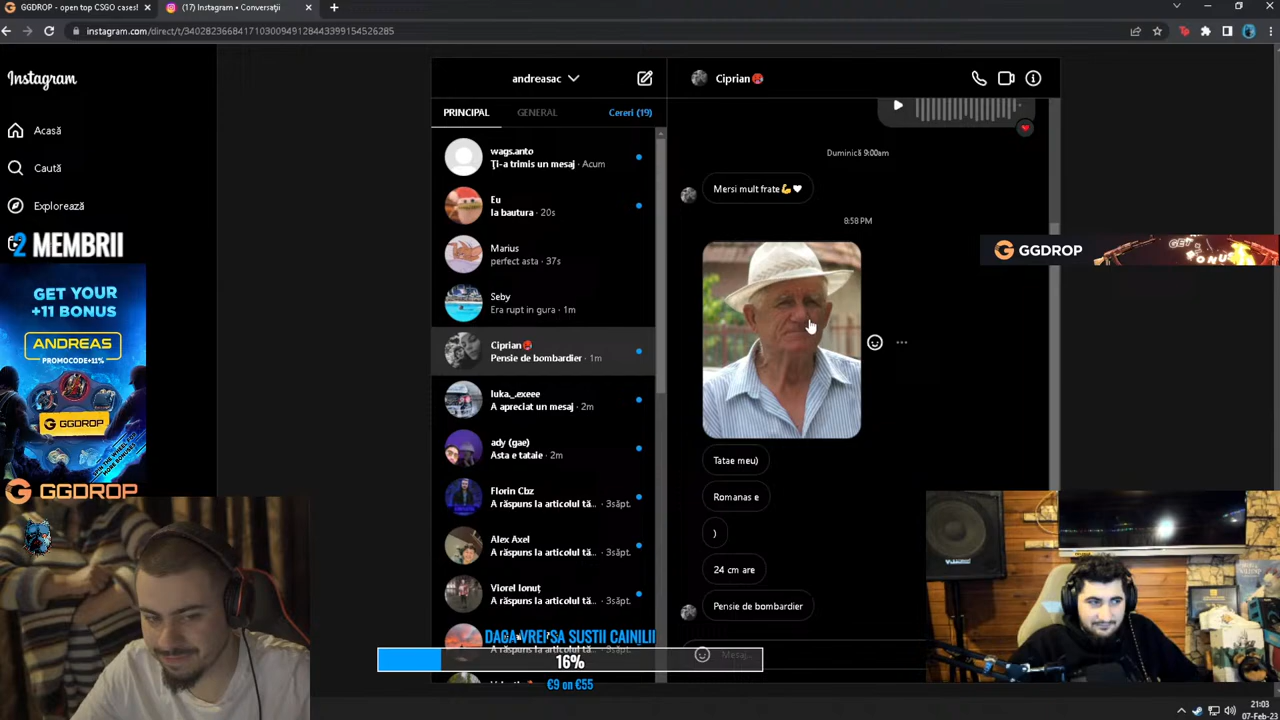 GGDROP - open top CSGO cases!
(17) Instagram • Conversații
instagram.com/direct/t/340282366841710300949128443399154526285
Instagram
Acasă
Caută
Explorează
2 MEMBRII
GET YOUR
+11 BONUS
ANDREAS
PROMOCODE+11%
GGDROP
GGDROP
andreasac
PRINCIPAL
GENERAL
Cereri (19)
wags.anto
Ți-a trimis un mesaj · Acum
Eu
la bautura · 20s
Marius
perfect asta · 37s
Seby
Era rupt in gura · 1m
Ciprian
Pensie de bombardier · 1m
luka._.exeee
A apreciat un mesaj · 2m
ady (gae)
Asta e tataie · 2m
Florin Cbz
A răspuns la articolul tă... · 3săpt.
Alex Axel
A răspuns la articolul tă... · 3săpt.
Viorel Ionuț
A răspuns la articolul tă... · 3săpt.
Ciprian
Duminică 9:00am
Mersi mult frate💪🤍
8:58 PM
Tatae meu)
Romanas e
)
24 cm are
Pensie de bombardier
Mesaj...
GGDROP
GET
BONUS
DACA VREI SA SUSTII CAINILII
16%
€9 on €55
21:03
07-Feb-23